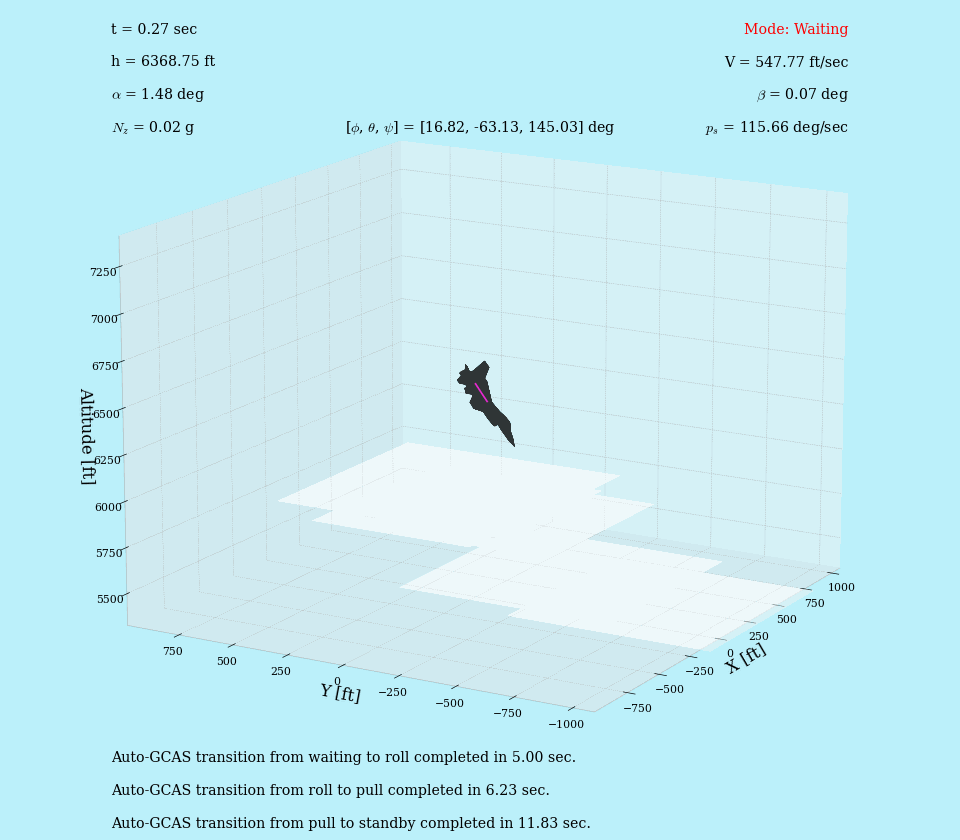 t = 0.27 sec
Mode: Waiting
h = 6368.75 ft
V = 547.77 ft/sec
α = 1.48 deg
β = 0.07 deg
N_z = 0.02 g
[ϕ, θ, ψ] = [16.82, -63.13, 145.03] deg
p_s = 115.66 deg/sec
7250
7000
6750
6500
6250
6000
5750
5500
Altitude [ft]
750
500
250
0
−250
−500
−750
−1000
Y [ft]
1000
750
500
250
0
−250
−500
−750
X [ft]
Auto-GCAS transition from waiting to roll completed in 5.00 sec.
Auto-GCAS transition from roll to pull completed in 6.23 sec.
Auto-GCAS transition from pull to standby completed in 11.83 sec.